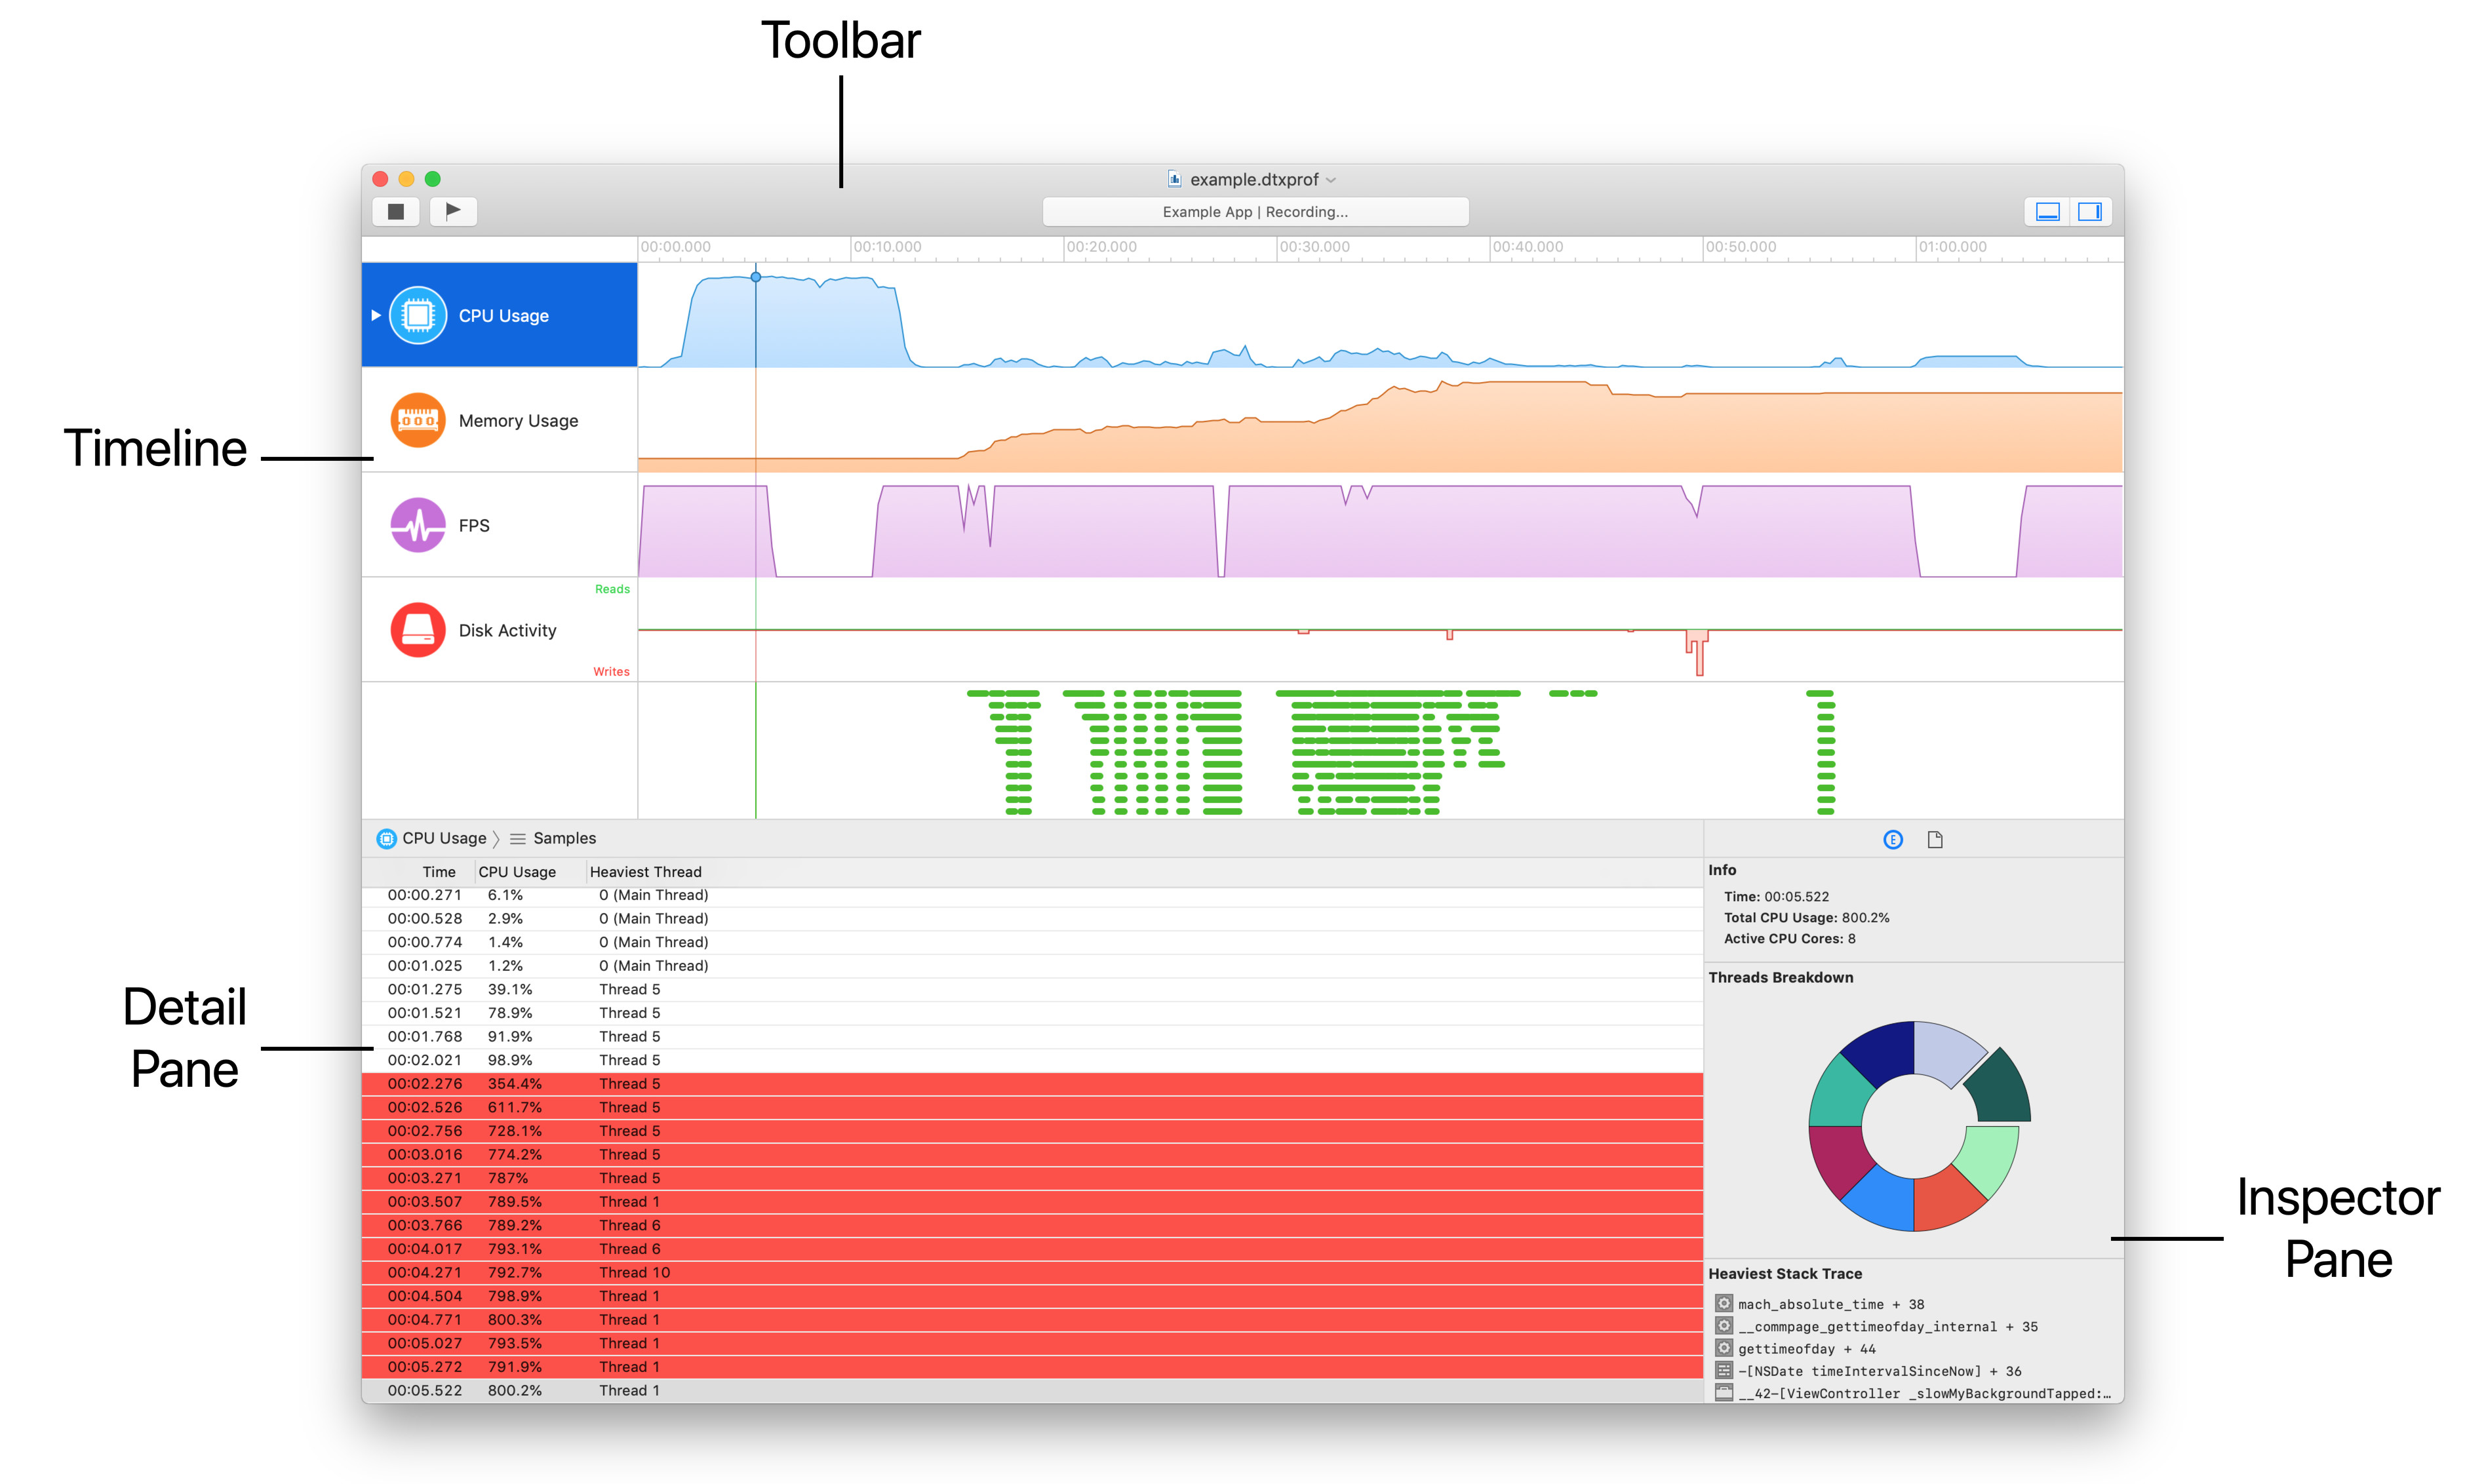 Toolbar
example.dtxprof
Example App | Recording...
00:00.000 00:10.000 00:20.000 00:30.000 00:40.000 00:50.000 01:00.000
CPU Usage
Memory Usage
Timeline
FPS
Reads
Disk Activity
Writes
CPU Usage Samples
Time CPU Usage Heaviest Thread
00:00.271 6.1% 0 (Main Thread)
00:00.528 2.9% 0 (Main Thread)
00:00.774 1.4% 0 (Main Thread)
00:01.025 1.2% 0 (Main Thread)
00:01.275 39.1% Thread 5
00:01.521 78.9% Thread 5
00:01.768 91.9% Thread 5
00:02.021 98.9% Thread 5
00:02.276 354.4% Thread 5
00:02.526 611.7% Thread 5
00:02.756 728.1% Thread 5
00:03.016 774.2% Thread 5
00:03.271 787% Thread 5
00:03.507 789.5% Thread 1
00:03.766 789.2% Thread 6
00:04.017 793.1% Thread 6
00:04.271 792.7% Thread 10
00:04.504 798.9% Thread 1
00:04.771 800.3% Thread 1
00:05.027 793.5% Thread 1
00:05.272 791.9% Thread 1
00:05.522 800.2% Thread 1
Detail
Pane
E
Info
Time: 00:05.522
Total CPU Usage: 800.2%
Active CPU Cores: 8
Threads Breakdown
Heaviest Stack Trace
mach_absolute_time + 38
__commpage_gettimeofday_internal + 35
gettimeofday + 44
-[NSDate timeIntervalSinceNow] + 36
__42-[ViewController _slowMyBackgroundTapped:…
Inspector
Pane